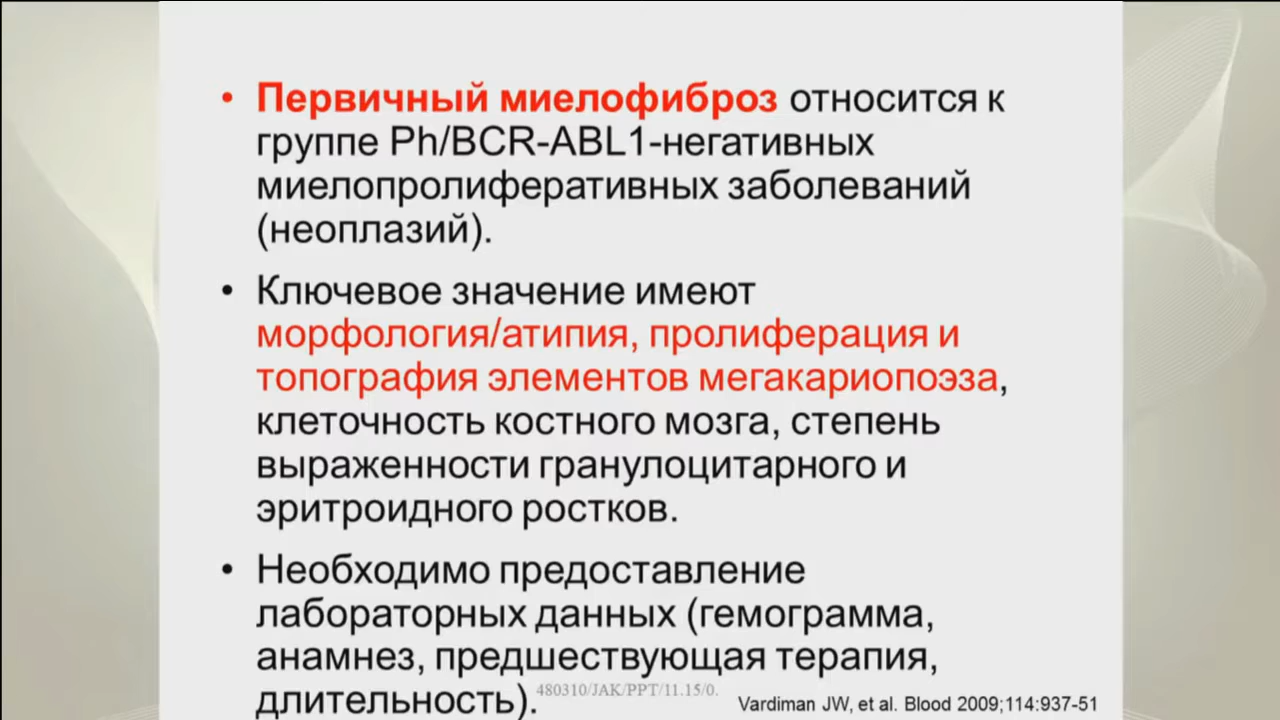 • Первичный миелофиброз относится к
группе Ph/BCR-ABL1-негативных
миелопролиферативных заболеваний
(неоплазий).
• Ключевое значение имеют
морфология/атипия, пролиферация и
топография элементов мегакариопоэза,
клеточность костного мозга, степень
выраженности гранулоцитарного и
эритроидного ростков.
• Необходимо предоставление
лабораторных данных (гемограмма,
анамнез, предшествующая терапия,
длительность).
480310/JAK/PPT/11.15/0.
Vardiman JW, et al. Blood 2009;114:937-51